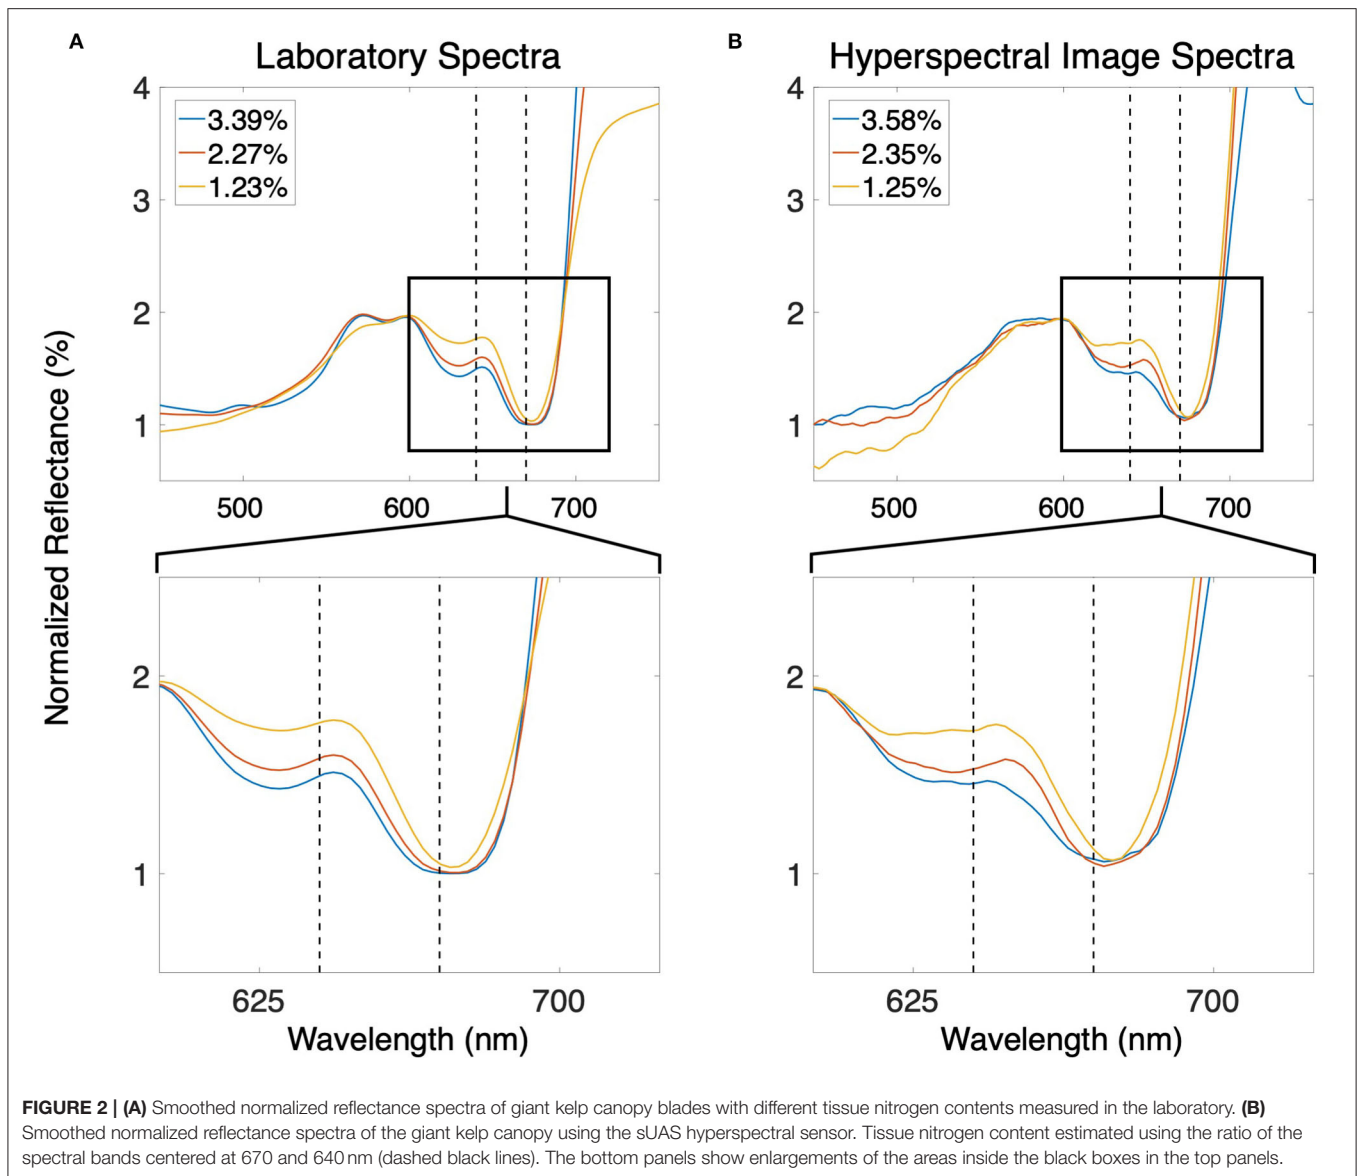 A
Laboratory Spectra
4
3.39%
2.27%
1.23%
3
2
1
500 600 700
2
1
625 700
Wavelength (nm)
Normalized Reflectance (%)
B
Hyperspectral Image Spectra
4
3.58%
2.35%
1.25%
3
2
1
500 600 700
2
1
625 700
Wavelength (nm)
FIGURE 2 | (A) Smoothed normalized reflectance spectra of giant kelp canopy blades with different tissue nitrogen contents measured in the laboratory. (B)
Smoothed normalized reflectance spectra of the giant kelp canopy using the sUAS hyperspectral sensor. Tissue nitrogen content estimated using the ratio of the
spectral bands centered at 670 and 640 nm (dashed black lines). The bottom panels show enlargements of the areas inside the black boxes in the top panels.